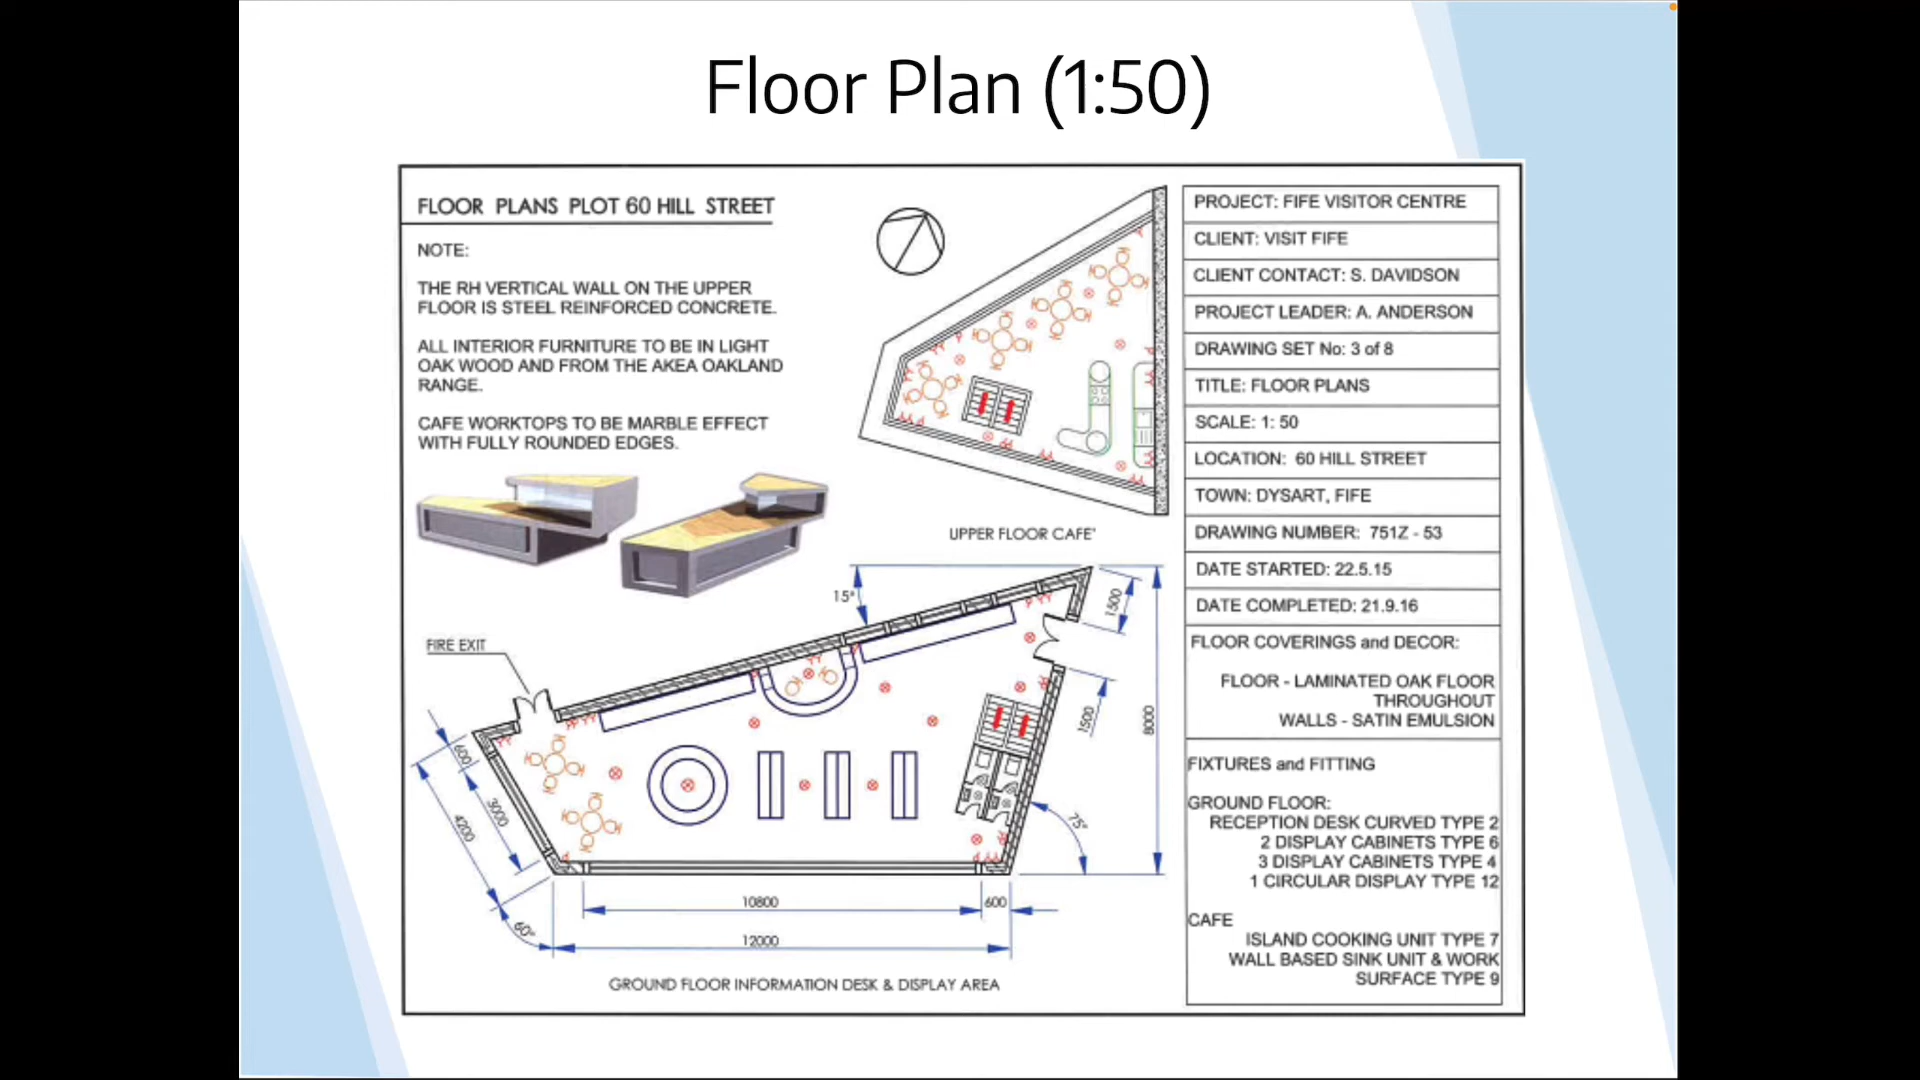 Floor Plan (1:50)
FLOOR PLANS PLOT 60 HILL STREET
NOTE:
THE RH VERTICAL WALL ON THE UPPER
FLOOR IS STEEL REINFORCED CONCRETE.
ALL INTERIOR FURNITURE TO BE IN LIGHT
OAK WOOD AND FROM THE AKEA OAKLAND
RANGE.
CAFE WORKTOPS TO BE MARBLE EFFECT
WITH FULLY ROUNDED EDGES.
UPPER FLOOR CAFE'
15°
1500
FIRE EXIT
1500
8000
600
3000
4200
75°
60°
10800
600
12000
GROUND FLOOR INFORMATION DESK & DISPLAY AREA
PROJECT: FIFE VISITOR CENTRE
CLIENT: VISIT FIFE
CLIENT CONTACT: S. DAVIDSON
PROJECT LEADER: A. ANDERSON
DRAWING SET No: 3 of 8
TITLE: FLOOR PLANS
SCALE: 1: 50
LOCATION: 60 HILL STREET
TOWN: DYSART, FIFE
DRAWING NUMBER: 751Z - 53
DATE STARTED: 22.5.15
DATE COMPLETED: 21.9.16
FLOOR COVERINGS and DECOR:
FLOOR - LAMINATED OAK FLOOR
THROUGHOUT
WALLS - SATIN EMULSION
FIXTURES and FITTING
GROUND FLOOR:
RECEPTION DESK CURVED TYPE 2
2 DISPLAY CABINETS TYPE 6
3 DISPLAY CABINETS TYPE 4
1 CIRCULAR DISPLAY TYPE 12
CAFE
ISLAND COOKING UNIT TYPE 7
WALL BASED SINK UNIT & WORK
SURFACE TYPE 9